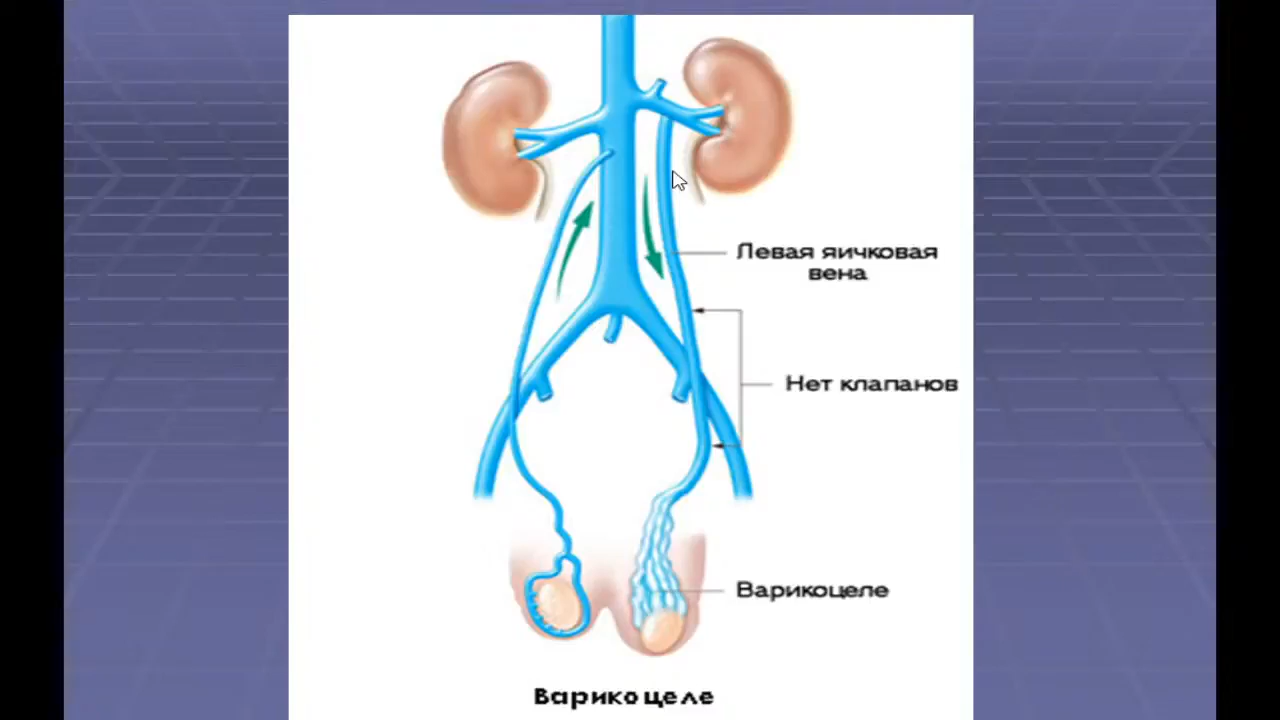 Левая яичковая
вена
Нет клапанов
Варикоцеле
Варикоцеле